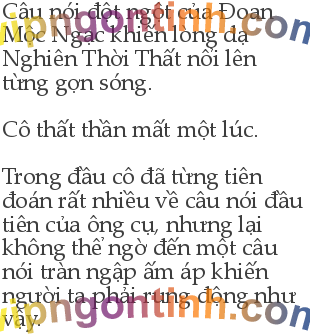 Câu nói đột ngột của Đoan
Mộc Ngạc khiến lòng dạ
Nghiên Thời Thất nổi lên
từng gợn sóng.
Cô thất thần mất một lúc.
Trong đầu cô đã từng tiên
đoán rất nhiều về câu nói đầu
tiên của ông cụ, nhưng lại
không thể ngờ đến một câu
nói tràn ngập ấm áp khiến
người ta phải rung động như
vậy.
vipngontinh.com
vipngontinh.com